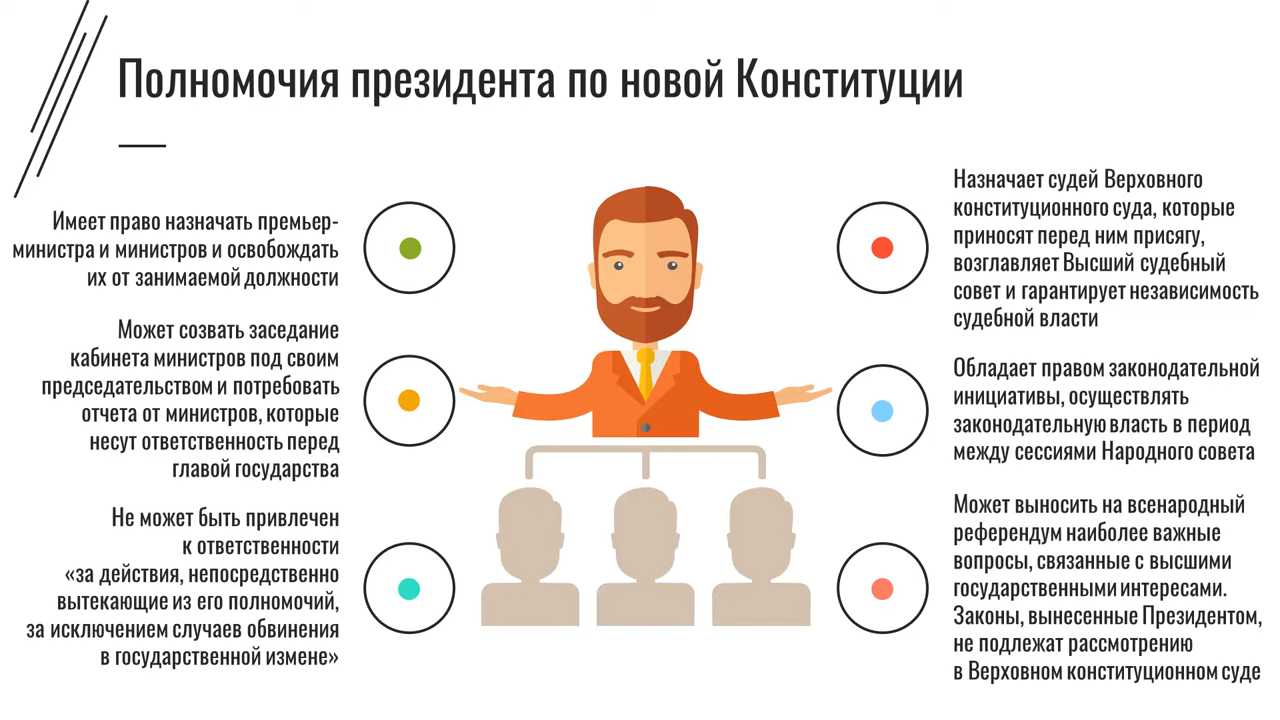 Полномочия президента по новой Конституции
Имеет право назначать премьер-
министра и министров и освобождать
их от занимаемой должности
Может созвать заседание
кабинета министров под своим
председательством и потребовать
отчета от министров, которые
несут ответственность перед
главой государства
Не может быть привлечен
к ответственности
«за действия, непосредственно
вытекающие из его полномочий,
за исключением случаев обвинения
в государственной измене»
Назначает судей Верховного
конституционного суда, которые
приносят перед ним присягу,
возглавляет Высший судебный
совет и гарантирует независимость
судебной власти
Обладает правом законодательной
инициативы, осуществлять
законодательную власть в период
между сессиями Народного совета
Может выносить на всенародный
референдум наиболее важные
вопросы, связанные с высшими
государственными интересами.
Законы, вынесенные Президентом,
не подлежат рассмотрению
в Верховном конституционном суде